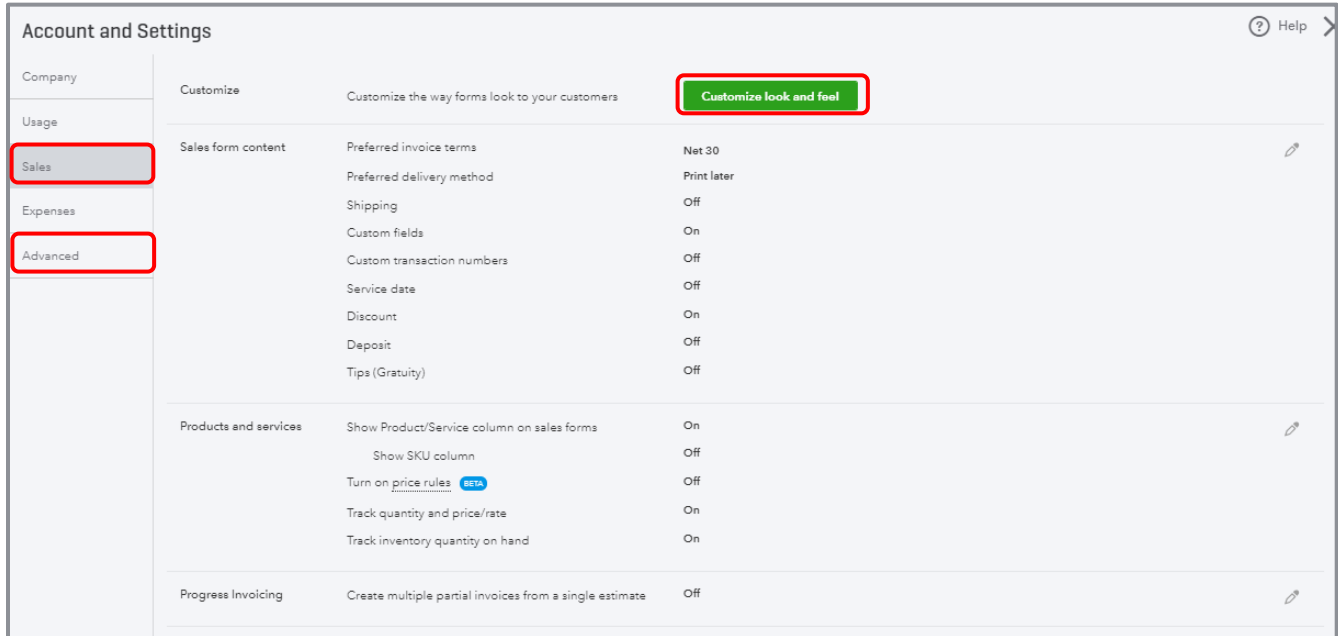 Account and Settings
? Help
Company
Usage
Sales
Expenses
Advanced
Customize Customize the way forms look to your customers Customize look and feel
Sales form content Preferred invoice terms Net 30
Preferred delivery method Print later
Shipping Off
Custom fields On
Custom transaction numbers Off
Service date Off
Discount On
Deposit Off
Tips (Gratuity) Off
Products and services Show Product/Service column on sales forms On
Show SKU column Off
Turn on price rules BETA Off
Track quantity and price/rate On
Track inventory quantity on hand On
Progress Invoicing Create multiple partial invoices from a single estimate Off